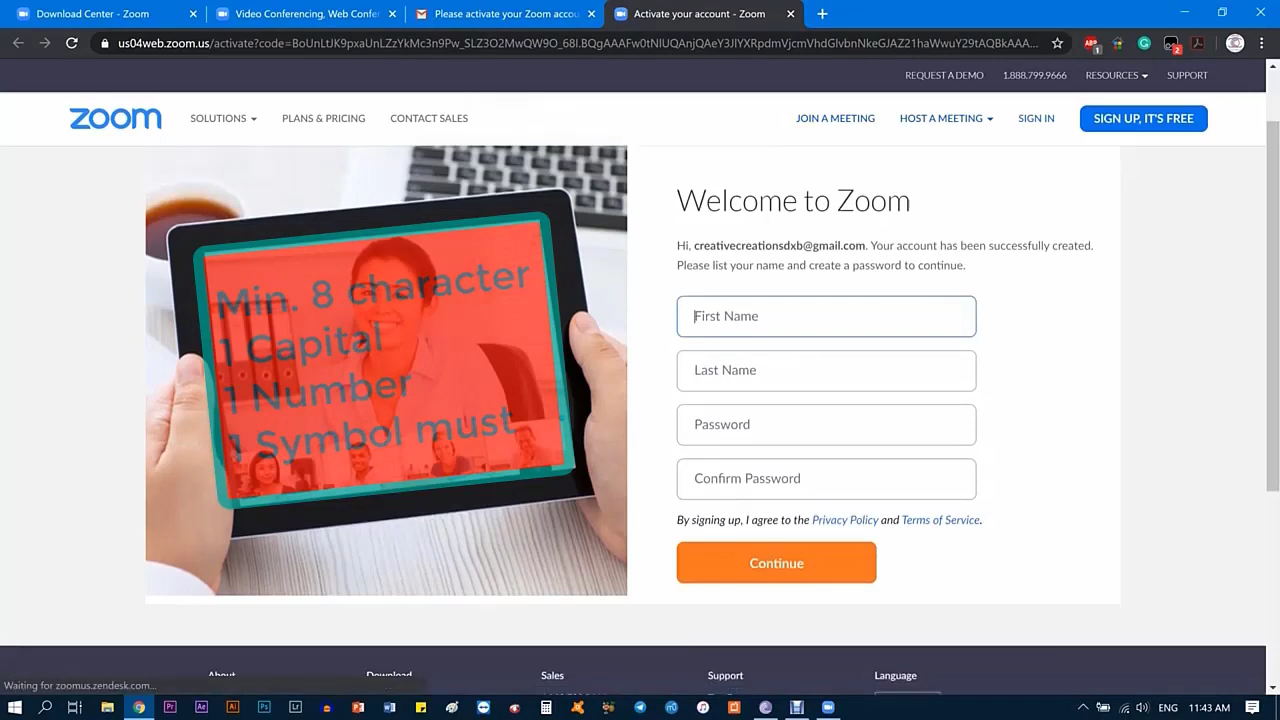 Download Center - Zoom
Video Conferencing, Web Confe
Please activate your Zoom accou
Activate your account - Zoom
REQUEST A DEMO 1.888.799.9666 RESOURCES SUPPORT
zoom SOLUTIONS PLANS & PRICING CONTACT SALES JOIN A MEETING HOST A MEETING SIGN IN SIGN UP, IT'S FREE
Min. 8 character
1 Capital
1 Number
1 Symbol must
Welcome to Zoom
Hi, creativecreationsdxb@gmail.com. Your account has been successfully created.
Please list your name and create a password to continue.
First Name
Last Name
Password
Confirm Password
By signing up, I agree to the Privacy Policy and Terms of Service.
Continue
About Download Sales Support Language
Waiting for zoomus.zendesk.com...
ENG 11:43 AM